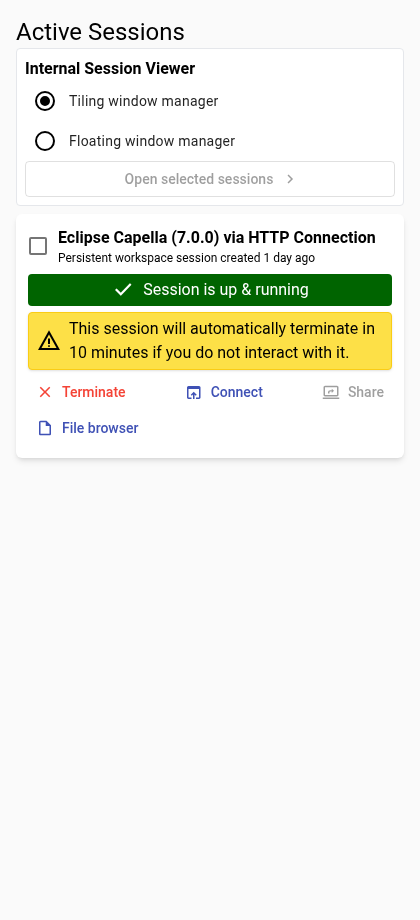 Active Sessions
Internal Session Viewer
Tiling window manager
Floating window manager
Open selected sessions
Eclipse Capella (7.0.0) via HTTP Connection
Persistent workspace session created 1 day ago
Session is up & running
This session will automatically terminate in
10 minutes if you do not interact with it.
Terminate Connect Share
File browser